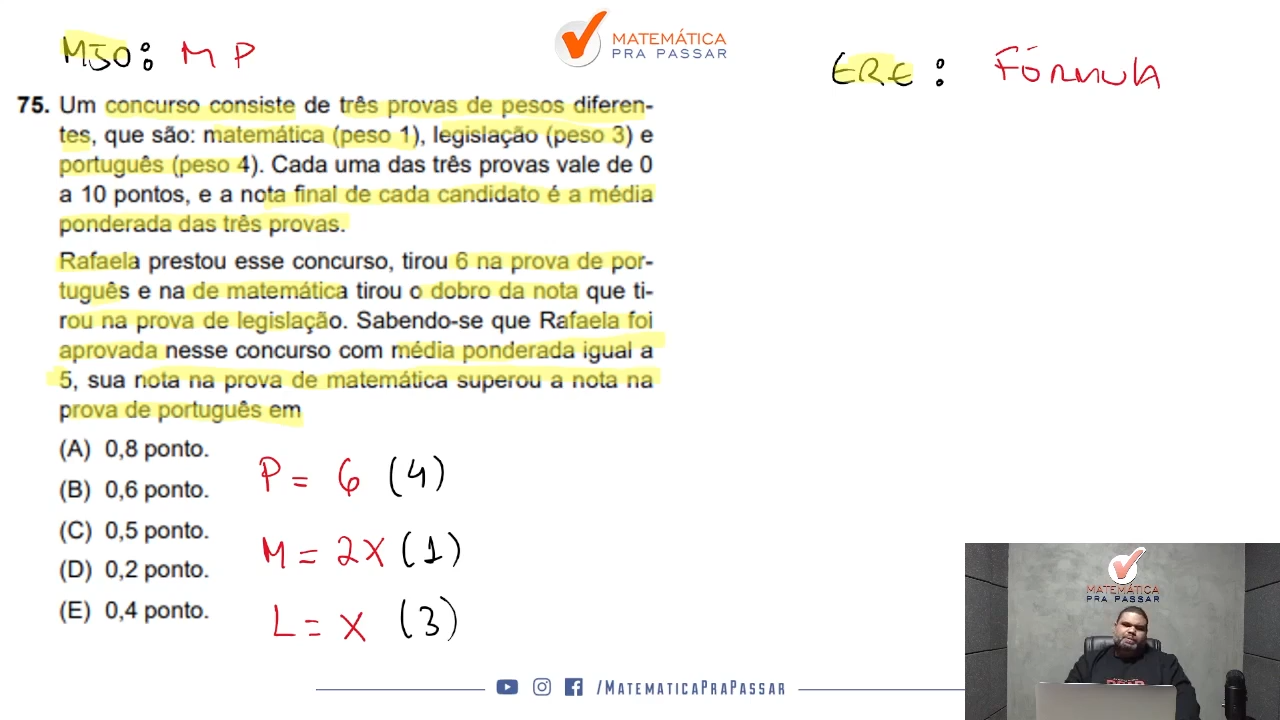 MJO: MP
MATEMÁTICA
PRA PASSAR
ERE: FÓRMULA
75. Um concurso consiste de três provas de pesos diferen-
tes, que são: matemática (peso 1), legislação (peso 3) e
português (peso 4). Cada uma das três provas vale de 0
a 10 pontos, e a nota final de cada candidato é a média
ponderada das três provas.
Rafaela prestou esse concurso, tirou 6 na prova de por-
tuguês e na de matemática tirou o dobro da nota que ti-
rou na prova de legislação. Sabendo-se que Rafaela foi
aprovada nesse concurso com média ponderada igual a
5, sua nota na prova de matemática superou a nota na
prova de português em
(A) 0,8 ponto.
(B) 0,6 ponto.
(C) 0,5 ponto.
(D) 0,2 ponto.
(E) 0,4 ponto.
P = 6 (4)
M = 2X (1)
L = X (3)
MATEMÁTICA
PRA PASSAR
/MATEMATICAPRAPASSAR